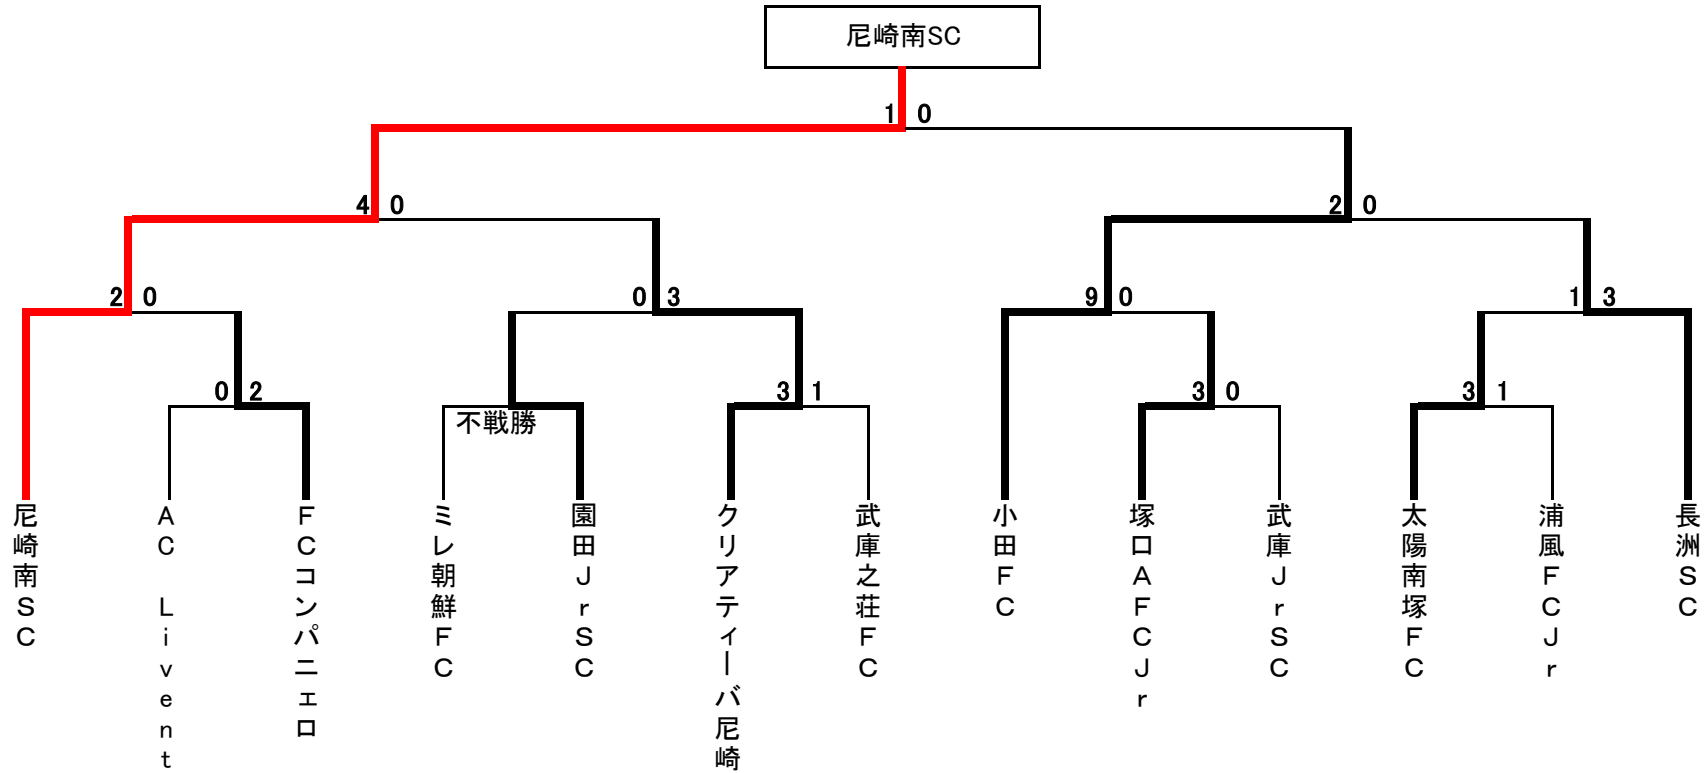 尼崎南SC
1 0
4 0
2 0
2 0
0 3
9 0
1 3
0 2
3 1
3 0
3 1
不戦勝
尼崎南SC
AC Livent
FCコンパニェロ
ミレ朝鮮FC
園田JrSC
クリアティーバ尼崎
武庫之荘FC
小田FC
塚口AFCJr
武庫JrSC
太陽南塚FC
浦風FCJr
長洲SC